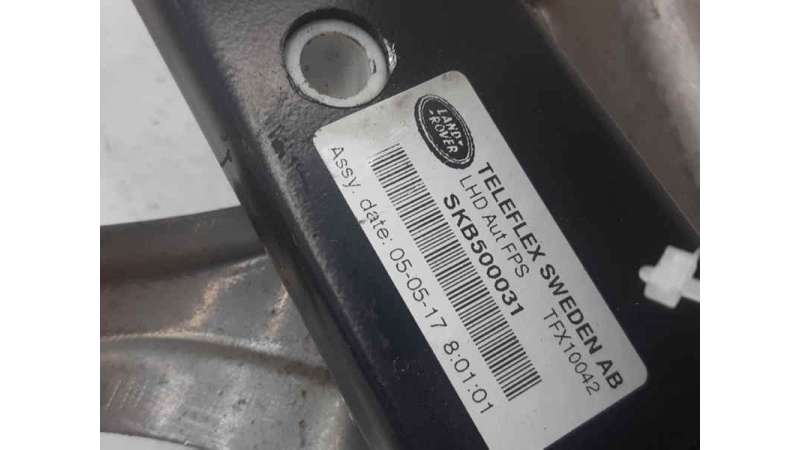 LAND
ROVER
TELEFLEX SWEDEN AB
LHD Aut FPS TFX10042
SKB500031
Assy. date: 05-05-17 8:01:01